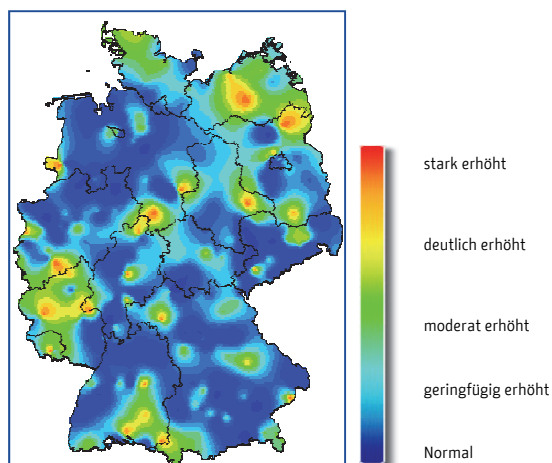 stark erhöht
deutlich erhöht
moderat erhöht
geringfügig erhöht
Normal